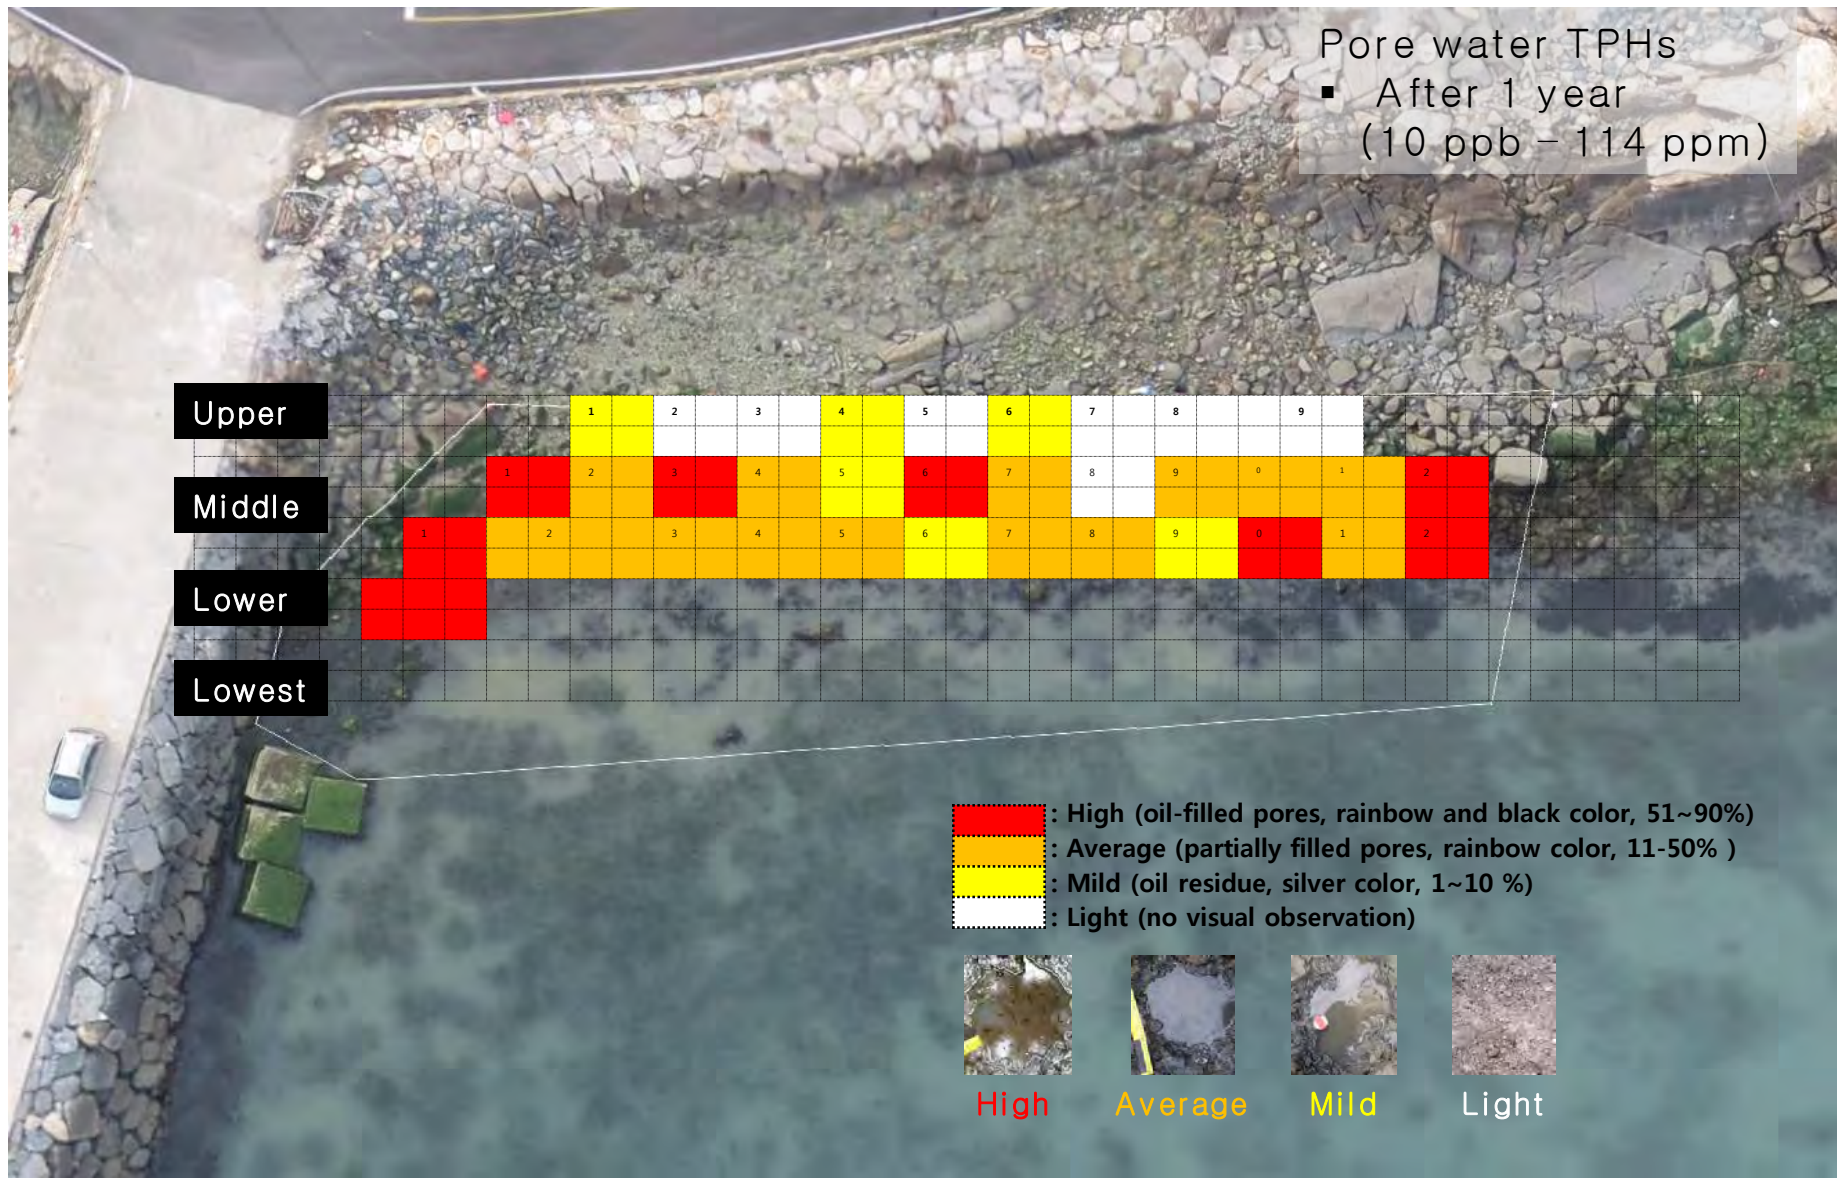 Pore water TPHs
▪ After 1 year
(10 ppb – 114 ppm)
Upper
1 2 3 4 5 6 7 8 9
1 2 3 4 5 6 7 8 9 0 1 2
Middle
1 2 3 4 5 6 7 8 9 0 1 2
Lower
Lowest
: High (oil-filled pores, rainbow and black color, 51~90%)
: Average (partially filled pores, rainbow color, 11-50% )
: Mild (oil residue, silver color, 1~10 %)
: Light (no visual observation)
High Average Mild Light